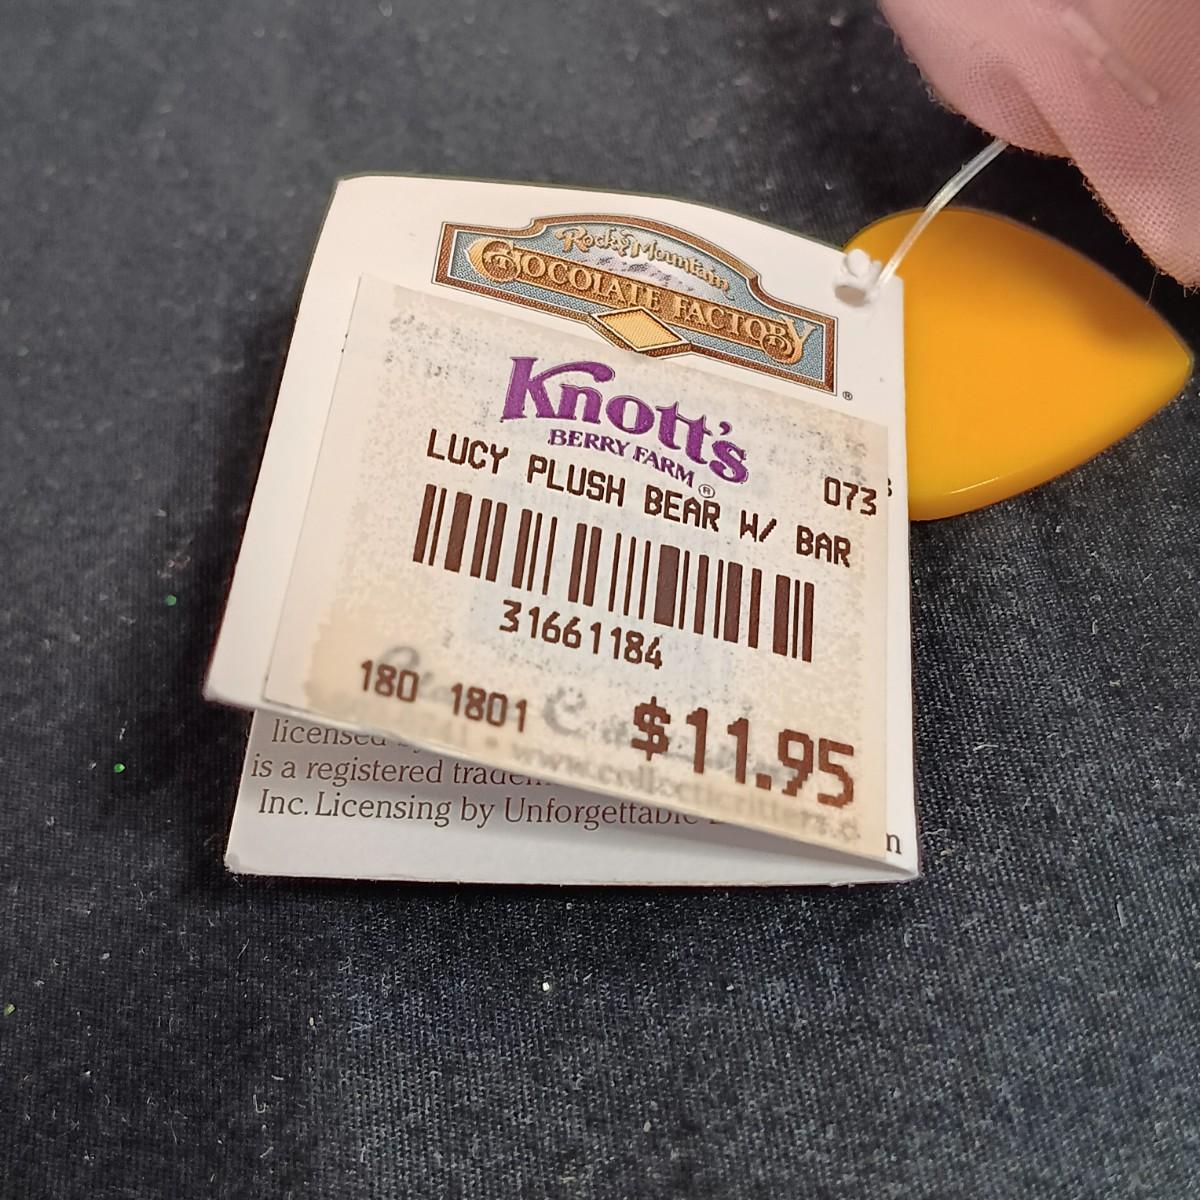 Rocky Mountain
CHOCOLATE FACTORY
®
Knott's
BERRY FARM ®
073
LUCY PLUSH BEAR W/ BAR
31661184
180 1801 $11.95
licensed
is a registered
Inc. Licensing by Unforgettable